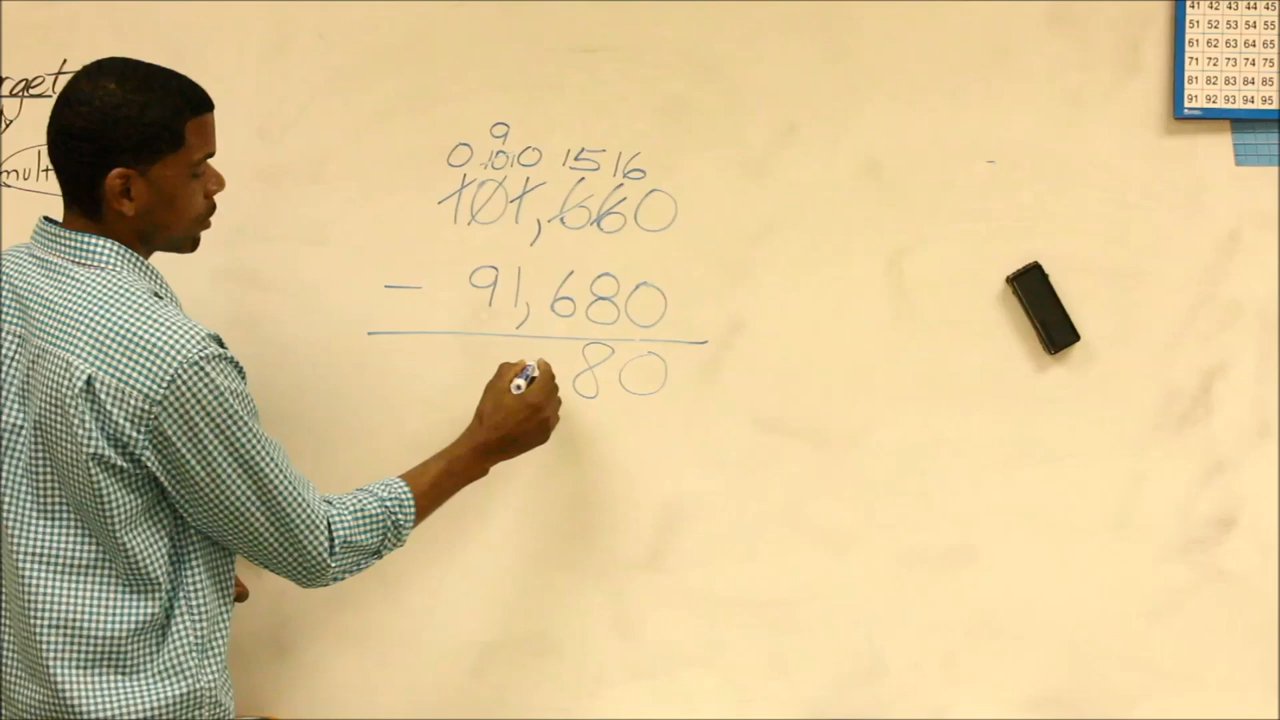 rget
mult
9
0 10 10 15 16
101,660
- 91,680
80
41 42 43 44 45
51 52 53 54 55
61 62 63 64 65
71 72 73 74 75
81 82 83 84 85
91 92 93 94 95